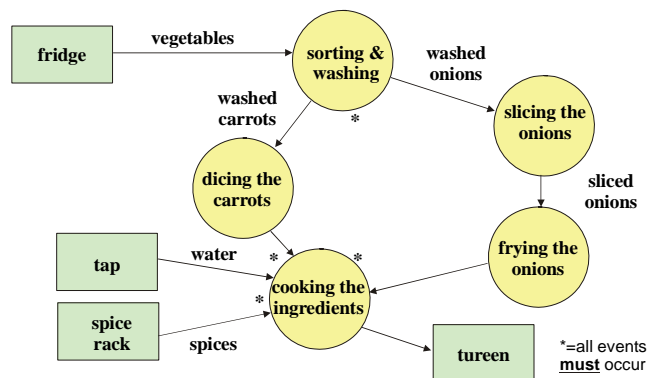 vegetables
fridge
sorting &
washing
washed
onions
washed
carrots
*
slicing the
onions
dicing the
carrots
sliced
onions
water
*
*
frying the
onions
tap
cooking the
ingredients
*
spice
rack
spices
tureen
*=all events
must occur